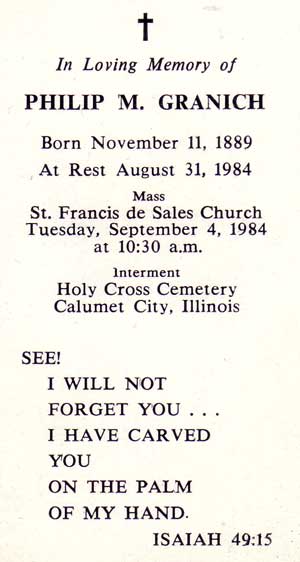 In Loving Memory of
PHILIP M. GRANICH
Born November 11, 1889
At Rest August 31, 1984
Mass
St. Francis de Sales Church
Tuesday, September 4, 1984
at 10:30 a.m.
Interment
Holy Cross Cemetery
Calumet City, Illinois
SEE!
I WILL NOT
FORGET YOU . . .
I HAVE CARVED
YOU
ON THE PALM
OF MY HAND.
ISAIAH 49:15